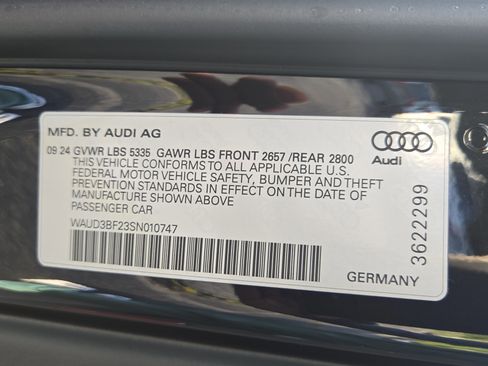 MFD. BY AUDI AG
09 24 GVWR LBS 5335 GAWR LBS FRONT 2657 /REAR 2800
THIS VEHICLE CONFORMS TO ALL APPLICABLE U.S.
FEDERAL MOTOR VEHICLE SAFETY, BUMPER AND THEFT
PREVENTION STANDARDS IN EFFECT ON THE DATE OF
MANUFACTURE SHOWN ABOVE
PASSENGER CAR
WAUD3BF23SN010747
Audi
3622299
GERMANY